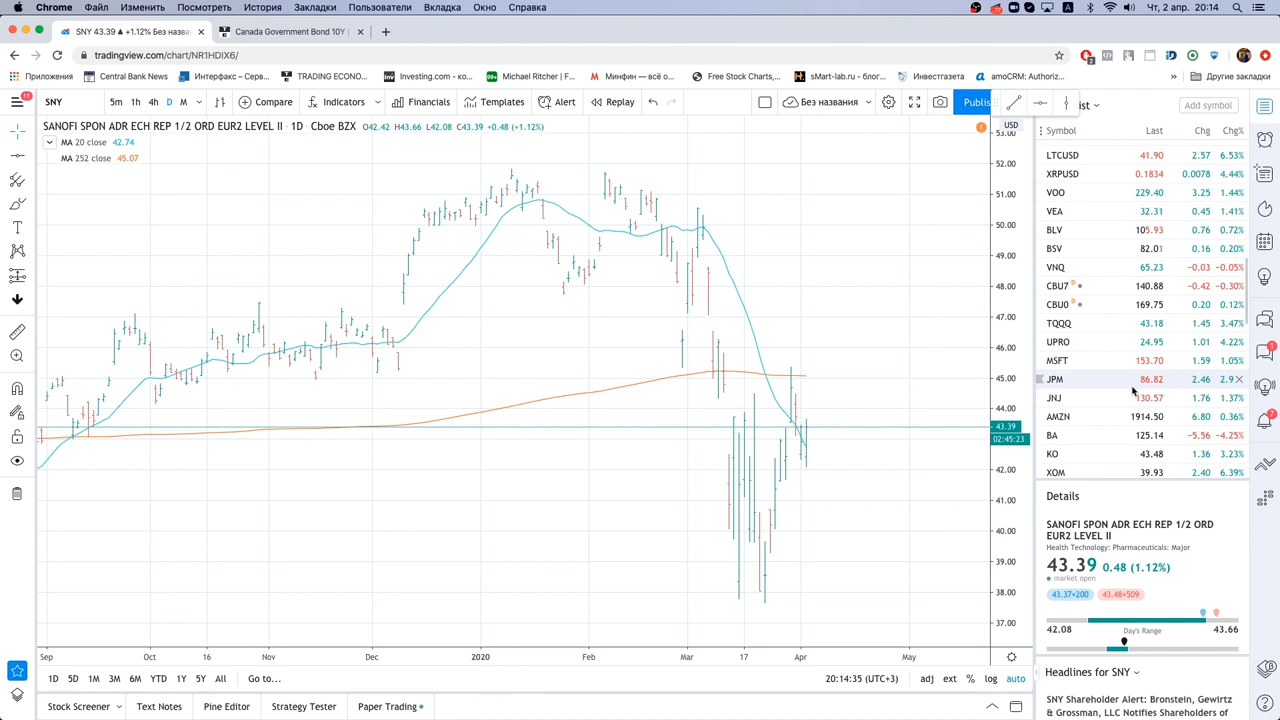 Chrome Файл Изменить Посмотреть История Закладки Пользователи Вкладка Окно Справка
Чт, 2 апр. 20:14
SNY 43.39 ▲+1.12% Без назва
Canada Government Bond 10Y
tradingview.com/chart/NR1HDIX6/
Приложения Central Bank News Интерфакс – Серв... TRADING ECONO... Investing.com - ко... Michael Ritcher | F... Минфин — всё о... Free Stock Charts,... sMart-lab.ru - блог... Инвестгазета amoCRM: Authoriz... » Другие закладки
11 SNY 5m 1h 4h D M Compare Indicators Financials Templates Alert Replay Без названия Publis ist Add symbol
SANOFI SPON ADR ECH REP 1/2 ORD EUR2 LEVEL II 1D Cboe BZX O42.42 H43.66 L42.08 C43.39 +0.48 (+1.12%)
MA 20 close 42.74
MA 252 close 45.07
USD
53.00
52.00
51.00
50.00
49.00
48.00
47.00
46.00
45.00
44.00
43.39
02:45:23
42.00
41.00
40.00
39.00
38.00
37.00
Sep Oct 16 Nov Dec 2020 Feb Mar 17 Apr May
1D 5D 1M 3M 6M YTD 1Y 5Y All Go to... 20:14:35 (UTC+3) adj ext % log auto
Stock Screener Text Notes Pine Editor Strategy Tester Paper Trading
Symbol Last Chg Chg%
LTCUSD 41.90 2.57 6.53%
XRPUSD 0.1834 0.0078 4.44%
VOO 229.40 3.25 1.44%
VEA 32.31 0.45 1.41%
BLV 105.93 0.76 0.72%
BSV 82.01 0.16 0.20%
VNQ 65.23 −0.03 −0.05%
CBU7 D 140.88 −0.42 −0.30%
CBU0 D 169.75 0.20 0.12%
TQQQ 43.18 1.45 3.47%
UPRO 24.95 1.01 4.22%
MSFT 153.70 1.59 1.05%
JPM 86.82 2.46 2.9
JNJ 130.57 1.76 1.37%
AMZN 1914.50 6.80 0.36%
BA 125.14 −5.56 −4.25%
KO 43.48 1.36 3.23%
XOM 39.93 2.40 6.39%
Details
SANOFI SPON ADR ECH REP 1/2 ORD
EUR2 LEVEL II
Health Technology: Pharmaceuticals: Major
43.39 0.48 (1.12%)
market open
43.37×200 43.48×509
42.08 Day's Range 43.66
Headlines for SNY
SNY Shareholder Alert: Bronstein, Gewirtz
& Grossman, LLC Notifies Shareholders of
1
7